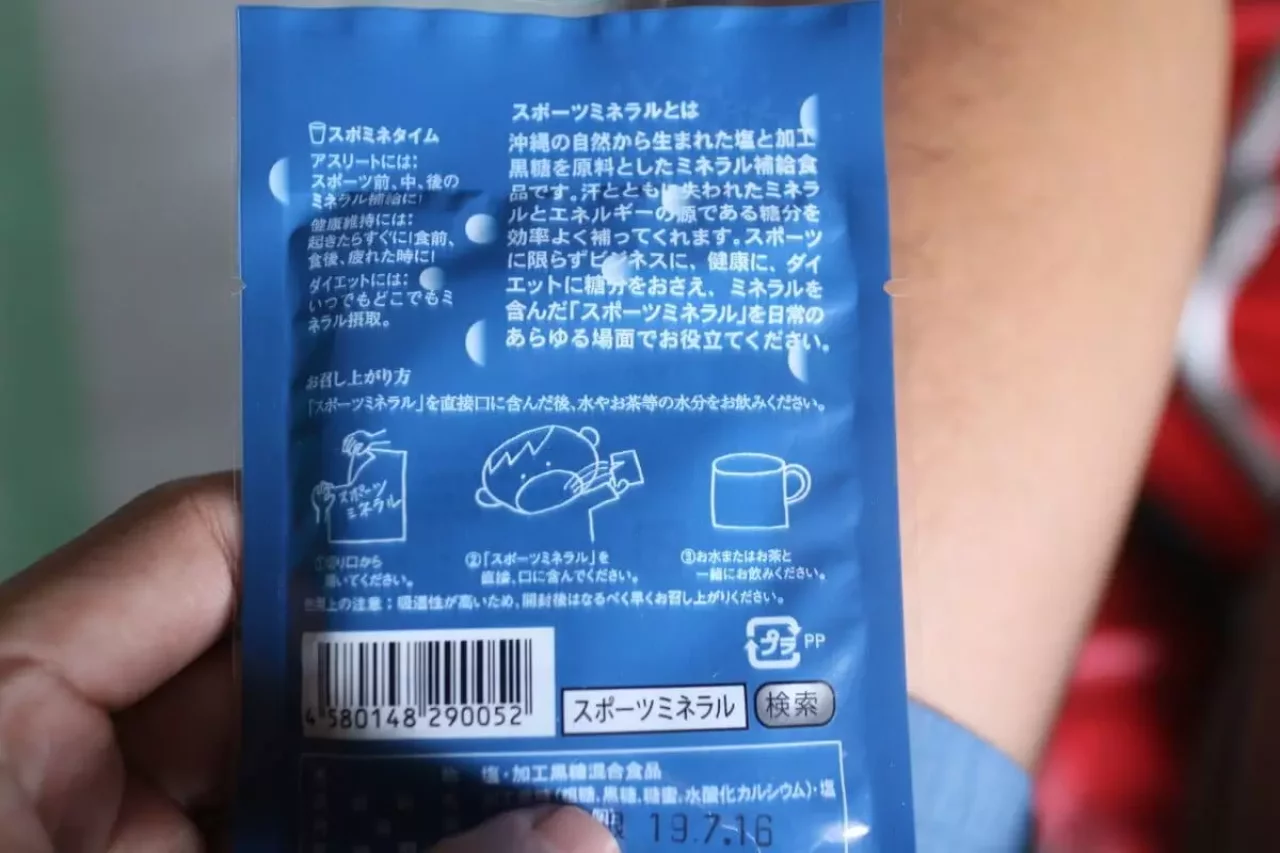 スポミネタイム
アスリートには:
スポーツ前、中、後の
ミネラル補給に!
健康維持には:
起きたらすぐに!食前、
食後、疲れた時に!
ダイエットには:
いつでもどこでもミ
ネラル摂取。
スポーツミネラルとは
沖縄の自然から生まれた塩と加工
黒糖を原料としたミネラル補給食
品です。汗とともに失われたミネラ
ルとエネルギーの源である糖分を
効率よく補ってくれます。スポーツ
に限らずビジネスに、健康に、ダイ
エットに糖分をおさえ、ミネラルを
含んだ「スポーツミネラル」を日常の
あらゆる場面でお役立てください。
お召し上がり方
「スポーツミネラル」を直接口に含んだ後、水やお茶等の水分をお飲みください。
スポーツ
ミネラル
①切り口から
開いてください。
②「スポーツミネラル」を
直接、口に含んでください。
③お水またはお茶と
一緒にお飲みください。
上の注意:吸湿性が高いため、開封後はなるべく早くお召し上がりください。
プラ PP
4 580148 290052
スポーツミネラル 検索
塩・加工黒糖混合食品
黒糖、糖蜜、水酸化カルシウム)・塩
限 19.7.16